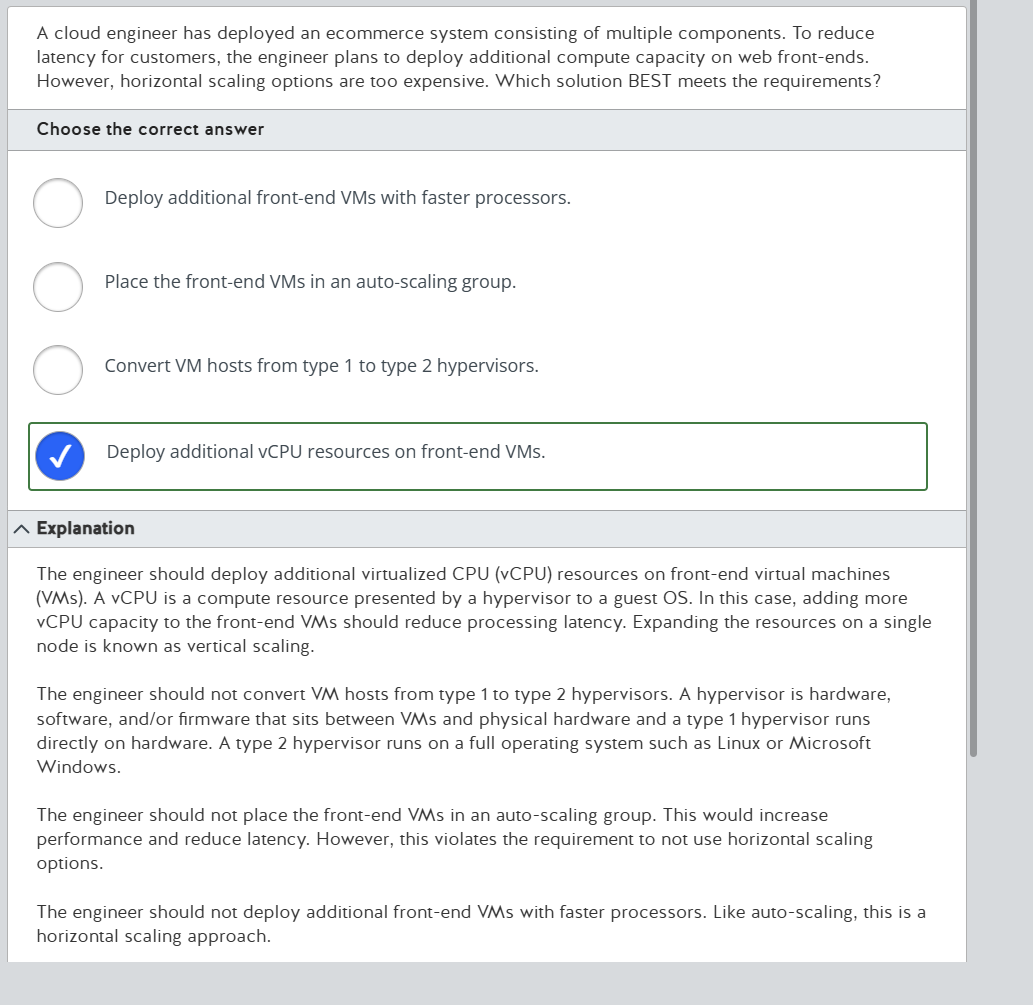 A cloud engineer has deployed an ecommerce system consisting of multiple components. To reduce
latency for customers, the engineer plans to deploy additional compute capacity on web front-ends.
However, horizontal scaling options are too expensive. Which solution BEST meets the requirements?
Choose the correct answer
Deploy additional front-end VMs with faster processors.
Place the front-end VMs in an auto-scaling group.
Convert VM hosts from type 1 to type 2 hypervisors.
Deploy additional vCPU resources on front-end VMs.
Explanation
The engineer should deploy additional virtualized CPU (vCPU) resources on front-end virtual machines
(VMs). A vCPU is a compute resource presented by a hypervisor to a guest OS. In this case, adding more
vCPU capacity to the front-end VMs should reduce processing latency. Expanding the resources on a single
node is known as vertical scaling.
The engineer should not convert VM hosts from type 1 to type 2 hypervisors. A hypervisor is hardware,
software, and/or firmware that sits between VMs and physical hardware and a type 1 hypervisor runs
directly on hardware. A type 2 hypervisor runs on a full operating system such as Linux or Microsoft
Windows.
The engineer should not place the front-end VMs in an auto-scaling group. This would increase
performance and reduce latency. However, this violates the requirement to not use horizontal scaling
options.
The engineer should not deploy additional front-end VMs with faster processors. Like auto-scaling, this is a
horizontal scaling approach.